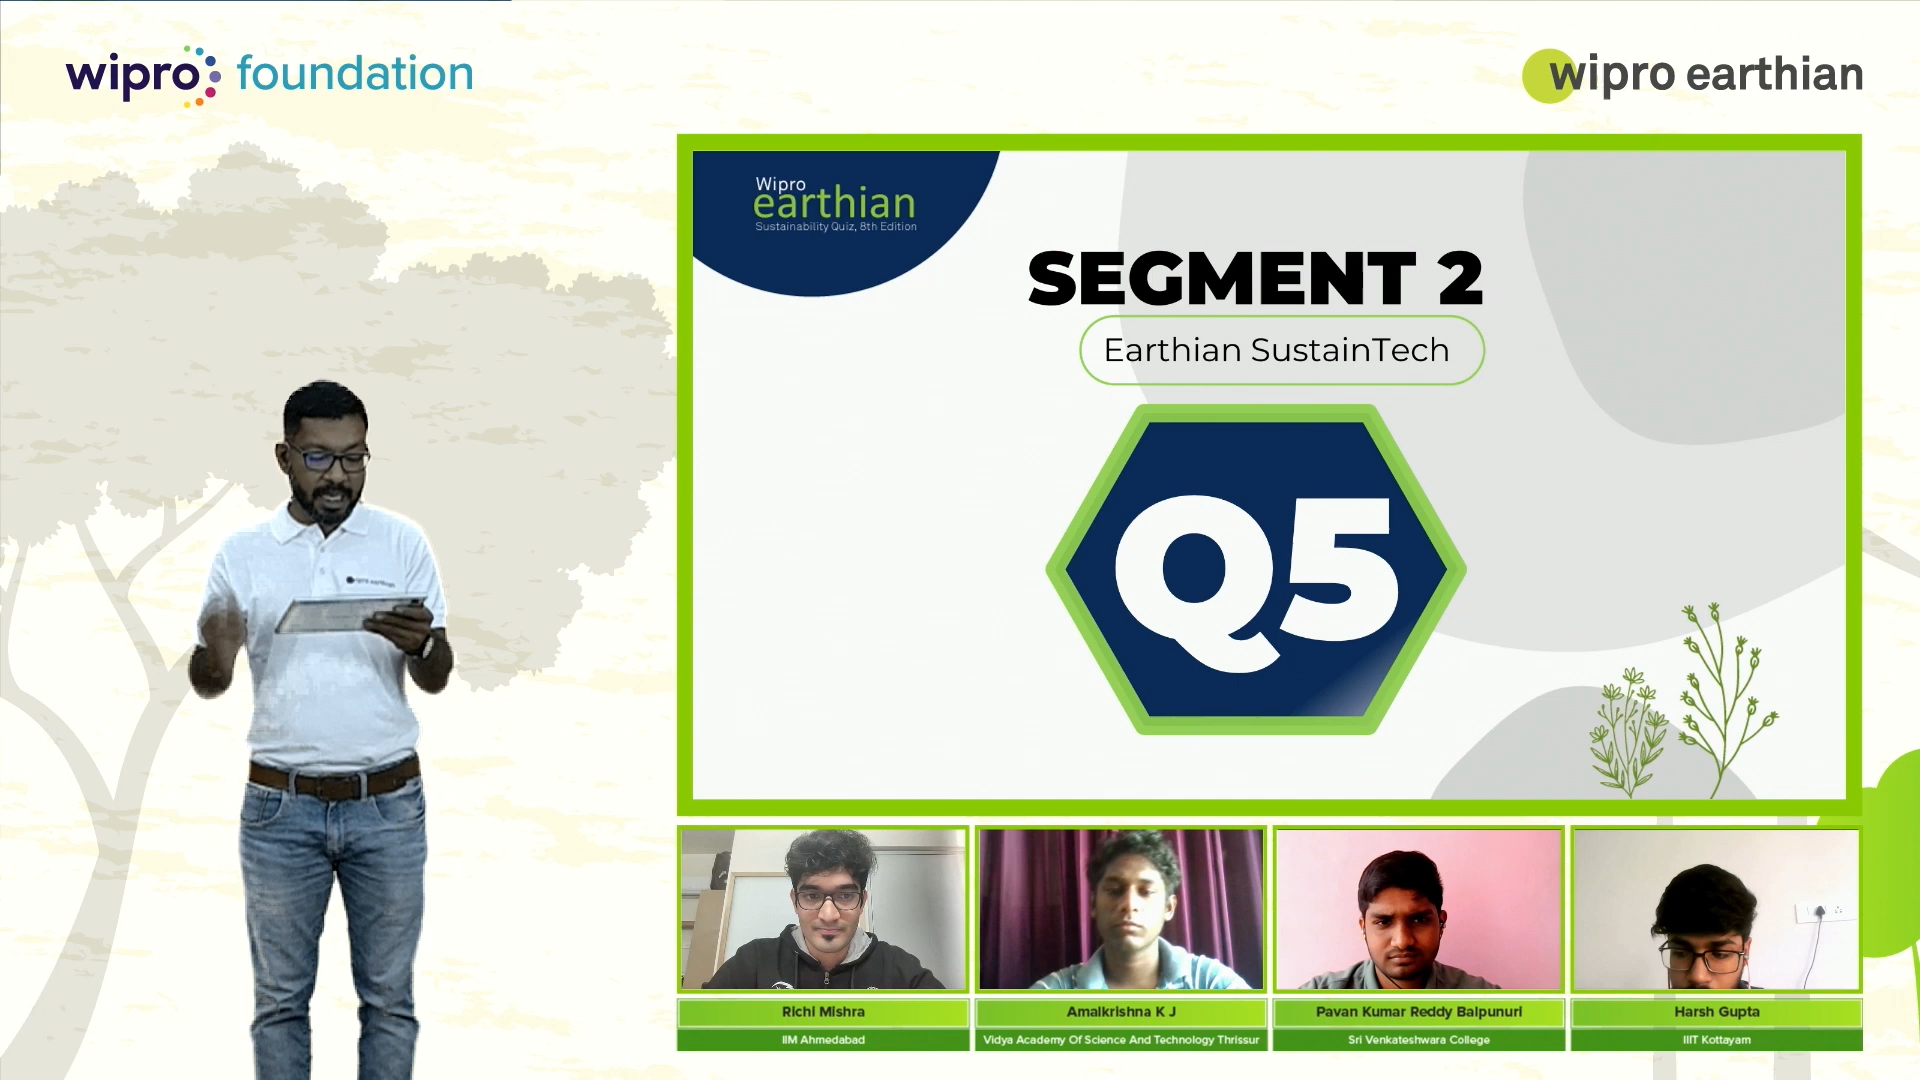 wipro foundation
wipro earthian
Wipro
earthian
Sustainability Quiz, 8th Edition
SEGMENT 2
Earthian SustainTech
Q5
wipro earthian
Richi Mishra
Amalkrishna K J
Pavan Kumar Reddy Balpunuri
Harsh Gupta
IIM Ahmedabad
Vidya Academy Of Science And Technology Thrissur
Sri Venkateshwara College
IIIT Kottayam